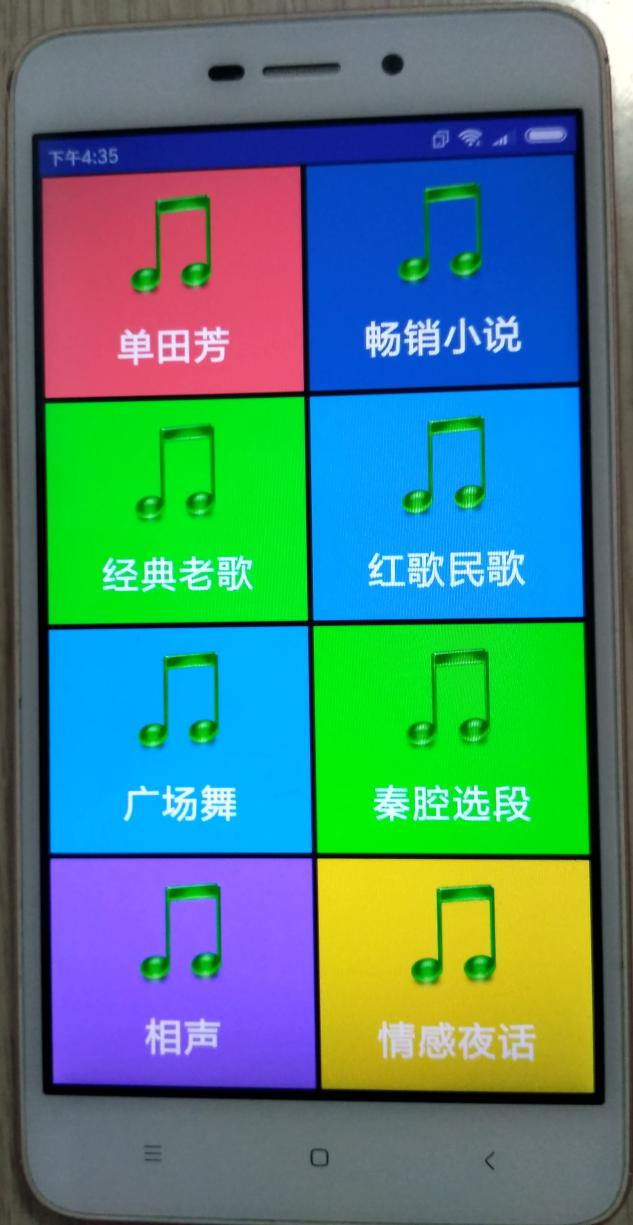 下午4:35
单田芳
畅销小说
经典老歌
红歌民歌
广场舞
秦腔选段
相声
情感夜话